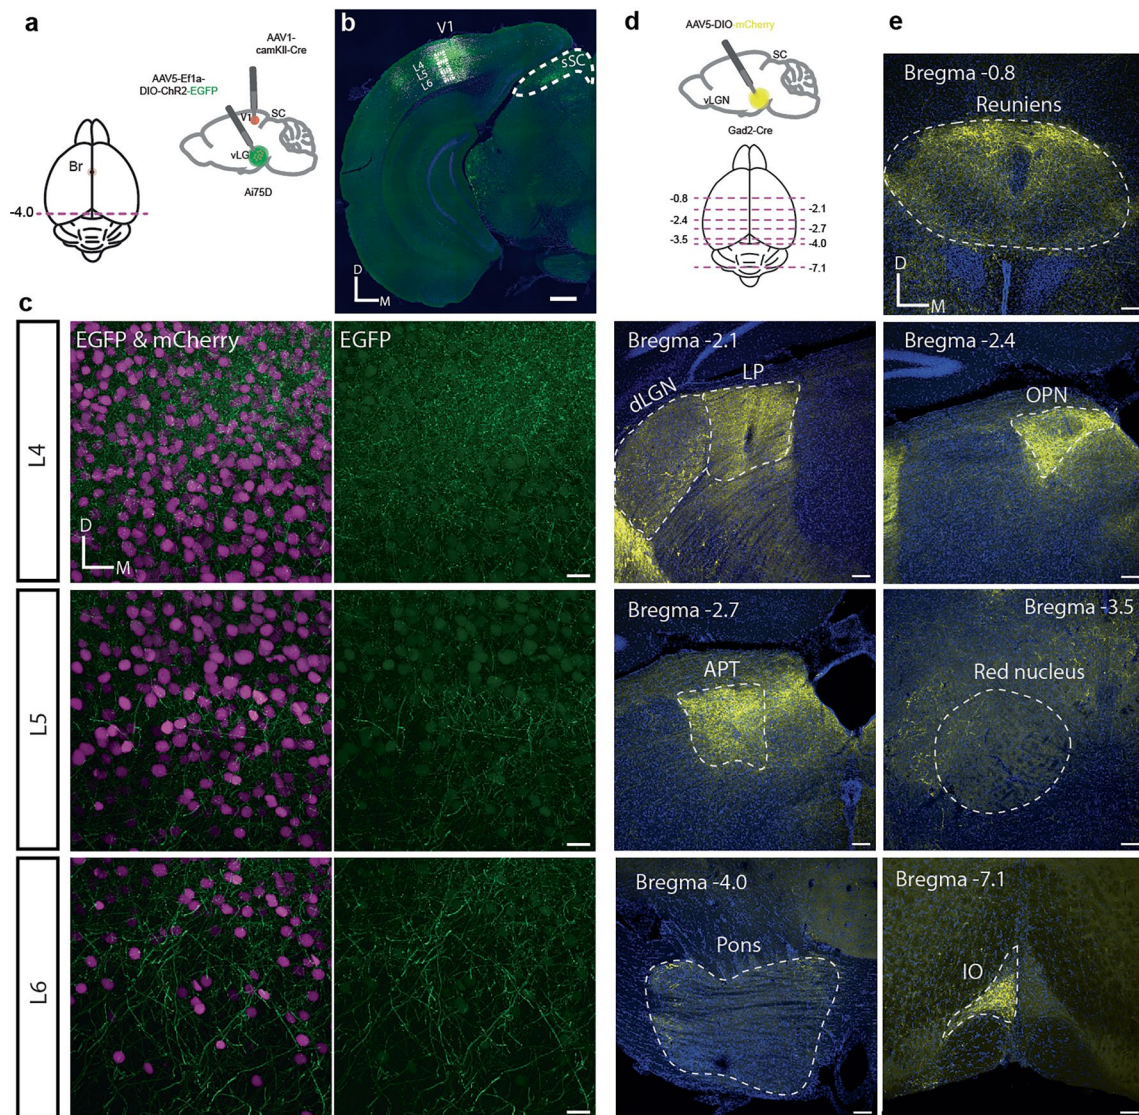 a
AAV1-
camKII-Cre
AAV5-Ef1a-
DIO-ChR2-EGFP
V1
SC
vLG
Ai75D
Br
-4.0
b
V1
L4
L5
L6
sSC
D
M
d
AAV5-DIO-mCherry
SC
vLGN
Gad2-Cre
-0.8
-2.1
-2.4
-2.7
-3.5
-4.0
-7.1
e
Bregma -0.8
Reuniens
D
M
c
EGFP & mCherry
EGFP
L4
D
M
L5
L6
Bregma -2.1
dLGN
LP
Bregma -2.4
OPN
Bregma -2.7
APT
Bregma -3.5
Red nucleus
Bregma -4.0
Pons
Bregma -7.1
IO